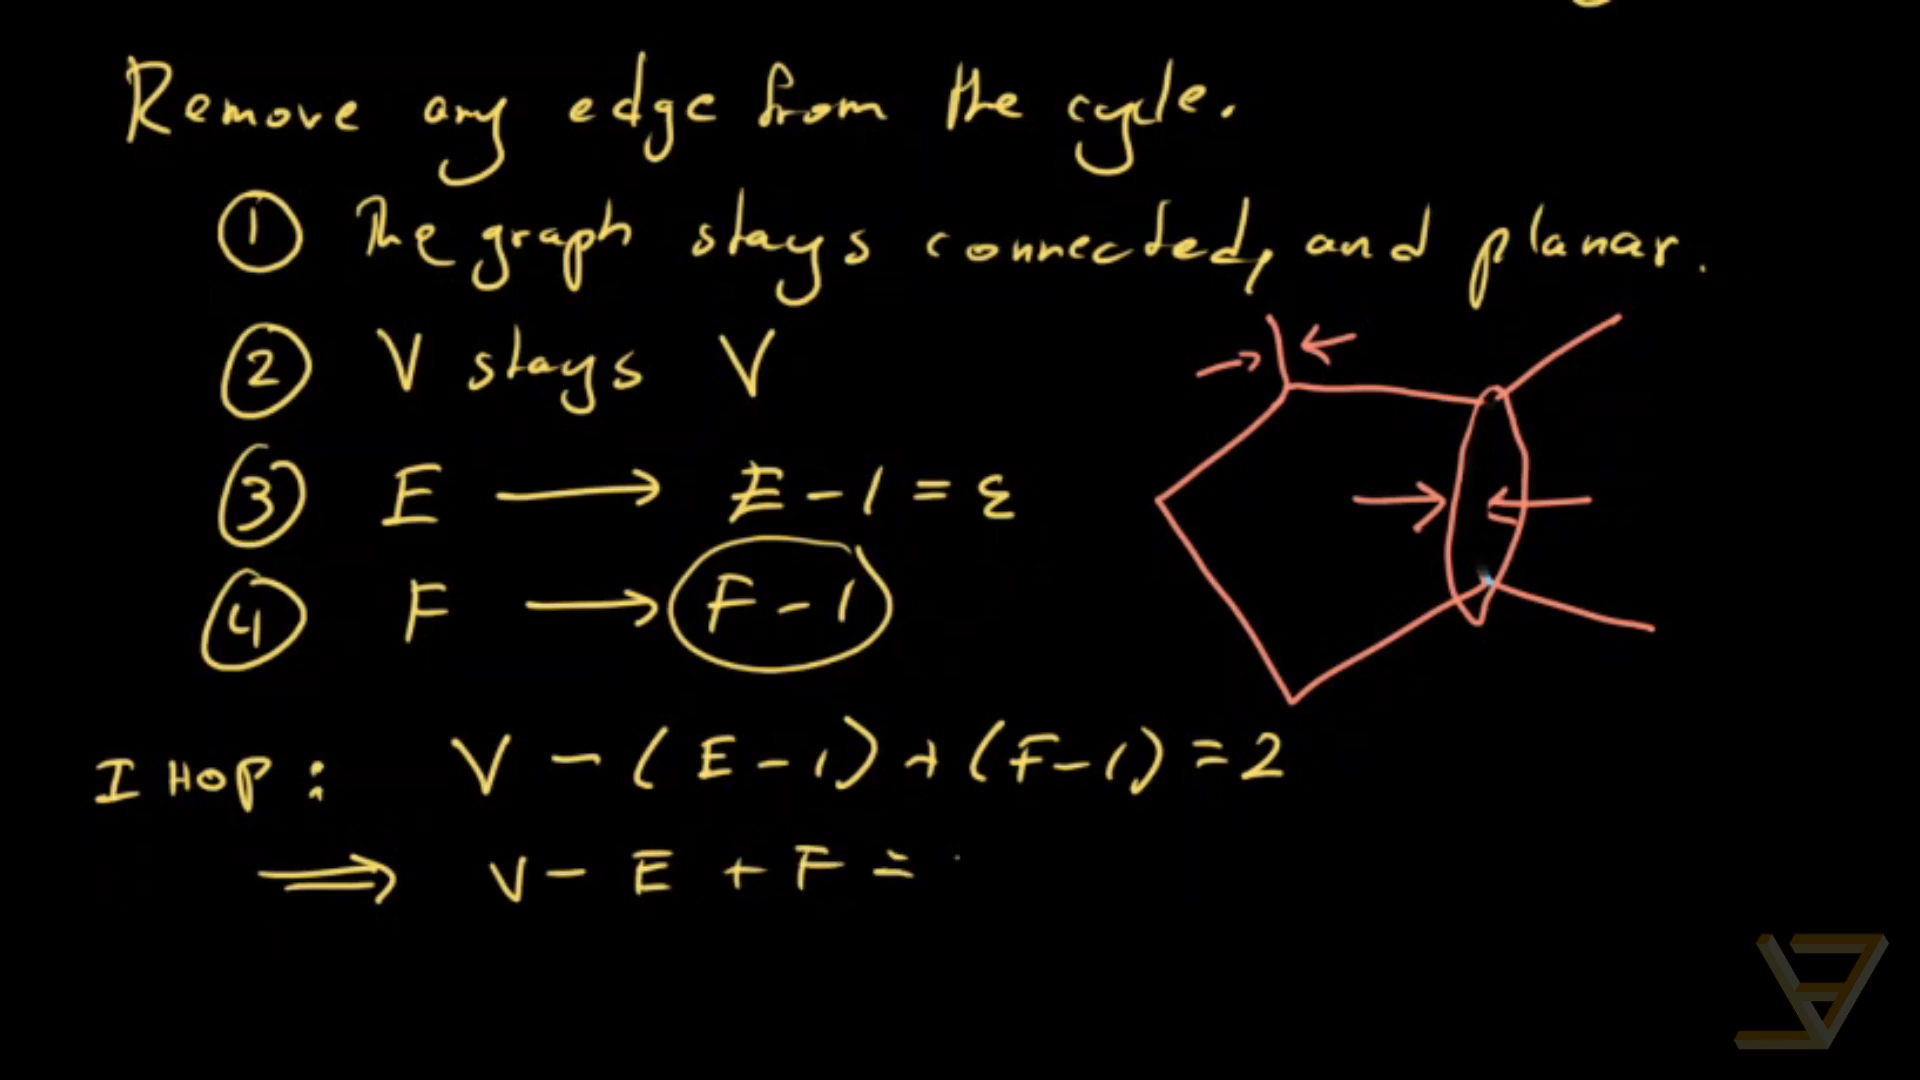 Remove any edge from the cycle.
① The graph stays connected, and planar.
② V stays V
③ E ⟶ E - 1 = ε
④ F ⟶ F - 1
IHOP: V - (E - 1) + (F - 1) = 2
⟹ V - E + F =